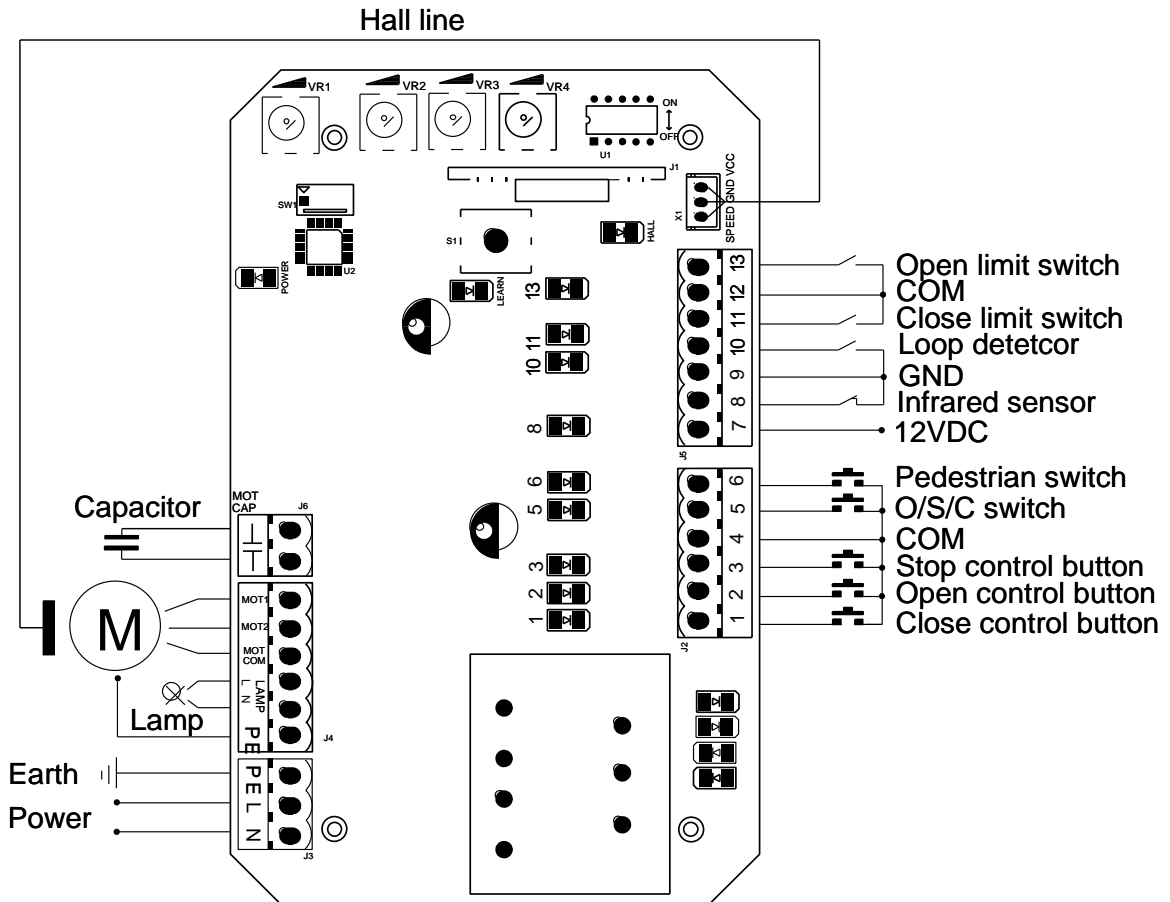 Hall line
VR1
VR2
VR3
VR4
ON
OFF
U1
J1
SW1
U2
POWER
S1
LEARN
HALL
X1
SPEED GND VCC
13
11
10
8
6
5
3
2
1
13
12
11
10
9
8
7
J5
Open limit switch
COM
Close limit switch
Loop detetcor
GND
Infrared sensor
12VDC
6
5
4
3
2
1
J2
Pedestrian switch
O/S/C switch
COM
Stop control button
Open control button
Close control button
Capacitor
MOT
CAP
J6
M
MOT1
MOT2
MOT
COM
LAMP
L N
PE
J4
Lamp
Earth
Power
PE L N
J3